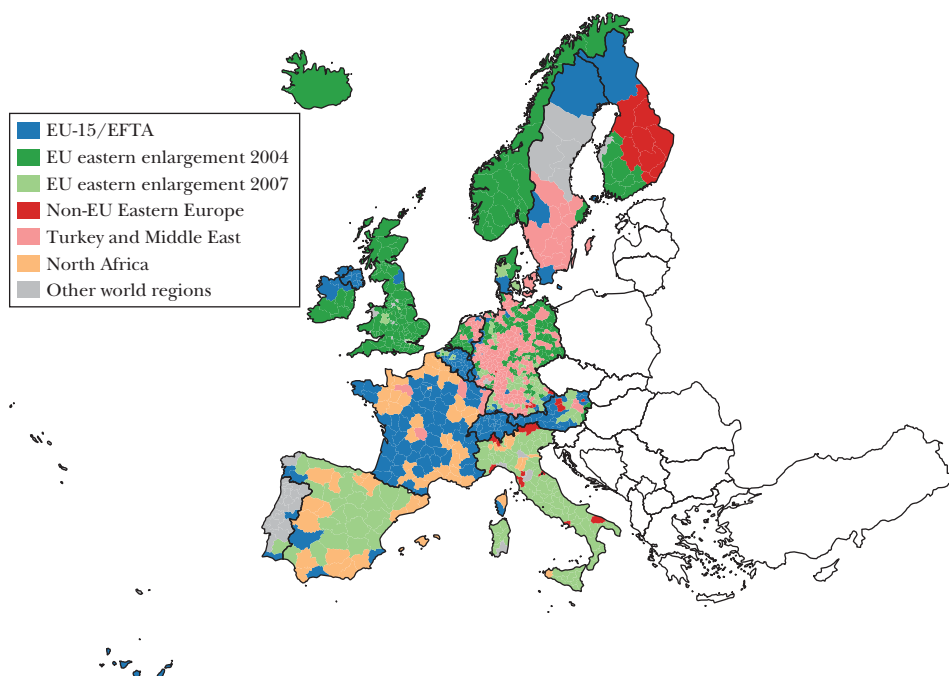 EU-15/EFTA
EU eastern enlargement 2004
EU eastern enlargement 2007
Non-EU Eastern Europe
Turkey and Middle East
North Africa
Other world regions